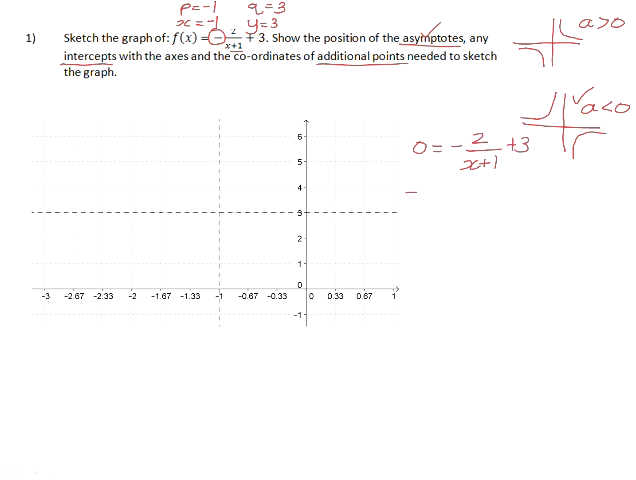 p=-1 q=3
x=-1 y=3
1) Sketch the graph of: f(x) = - 2/x+1 + 3. Show the position of the asymptotes, any
intercepts with the axes and the co-ordinates of additional points needed to sketch
the graph.
a>0
a<0
0 = - 2/x+1 +3
-
6
5
4
3
2
1
0
-3 -2.67 -2.33 -2 -1.67 -1.33 -1 -0.67 -0.33 0 0.33 0.67 1
-1